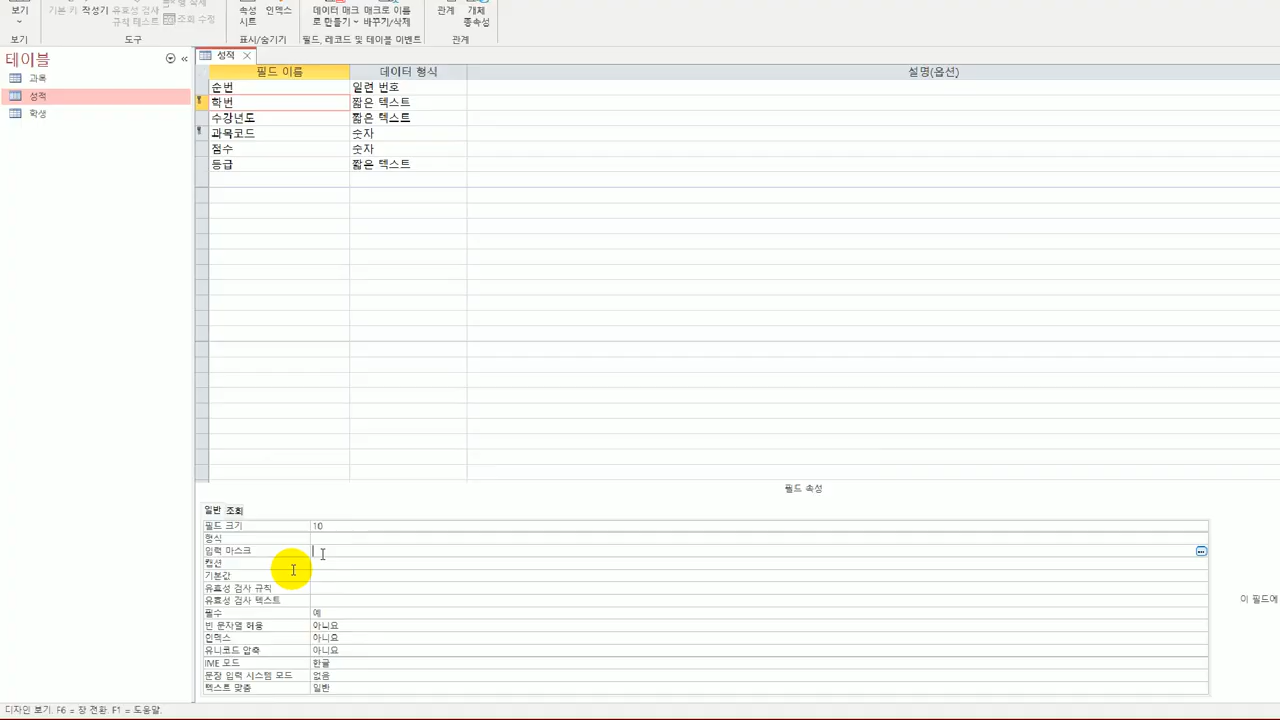 보기
기본 키
작성기
유효성 검사
규칙 테스트
행 삭제
조회 수정
속성
시트
인덱스
데이터 매크
로 만들기
매크로 이름
바꾸기/삭제
관계
개체
종속성
보기
도구
표시/숨기기
필드, 레코드 및 테이블 이벤트
관계
테이블
과목
성적
학생
성적
필드 이름 데이터 형식 설명(옵션)
순번 일련 번호
학번 짧은 텍스트
수강년도 짧은 텍스트
과목코드 숫자
점수 숫자
등급 짧은 텍스트
필드 속성
일반 조회
필드 크기 10
형식
입력 마스크
캡션
기본값
유효성 검사 규칙
유효성 검사 텍스트
필수 예
빈 문자열 허용 아니요
인덱스 아니요
유니코드 압축 아니요
IME 모드 한글
문장 입력 시스템 모드 없음
텍스트 맞춤 일반
이 필드에
디자인 보기. F6 = 창 전환. F1 = 도움말.